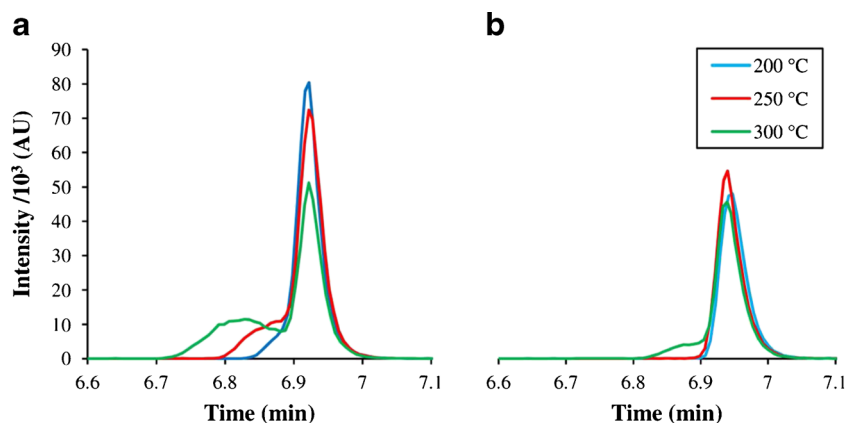 a
b
Intensity /10³ (AU)
90
80
70
60
50
40
30
20
10
0
6.6 6.7 6.8 6.9 7 7.1
Time (min)
200 °C
250 °C
300 °C
6.6 6.7 6.8 6.9 7 7.1
Time (min)